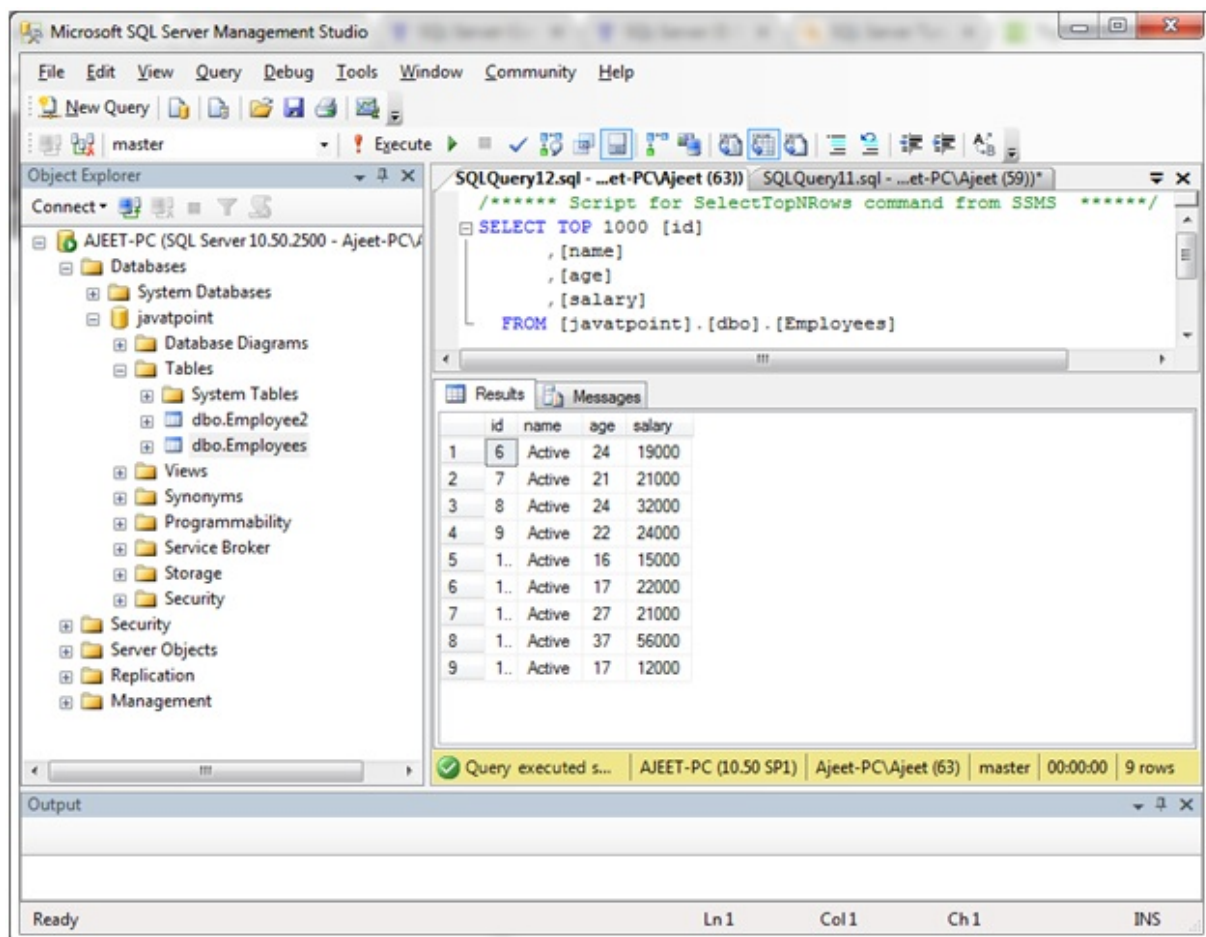 Microsoft SQL Server Management Studio
File Edit View Query Debug Tools Window Community Help
New Query
master Execute
Object Explorer
Connect
AJEET-PC (SQL Server 10.50.2500 - Ajeet-PC\A
Databases
System Databases
javatpoint
Database Diagrams
Tables
System Tables
dbo.Employee2
dbo.Employees
Views
Synonyms
Programmability
Service Broker
Storage
Security
Security
Server Objects
Replication
Management
SQLQuery12.sql - ...et-PC\Ajeet (63)) SQLQuery11.sql - ...et-PC\Ajeet (59))*
/****** Script for SelectTopNRows command from SSMS ******/
SELECT TOP 1000 [id]
,[name]
,[age]
,[salary]
FROM [javatpoint].[dbo].[Employees]
Results Messages
id name age salary
1 6 Active 24 19000
2 7 Active 21 21000
3 8 Active 24 32000
4 9 Active 22 24000
5 1.. Active 16 15000
6 1.. Active 17 22000
7 1.. Active 27 21000
8 1.. Active 37 56000
9 1.. Active 17 12000
Query executed s... AJEET-PC (10.50 SP1) Ajeet-PC\Ajeet (63) master 00:00:00 9 rows
Output
Ready Ln 1 Col 1 Ch 1 INS